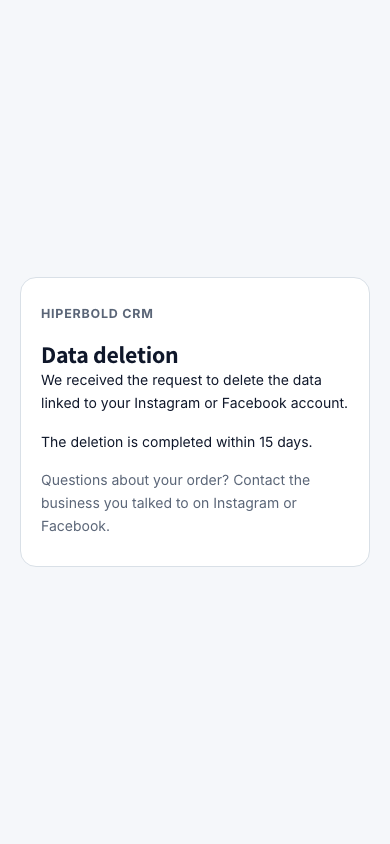 HIPERBOLD CRM
Data deletion
We received the request to delete the data
linked to your Instagram or Facebook account.
The deletion is completed within 15 days.
Questions about your order? Contact the
business you talked to on Instagram or
Facebook.